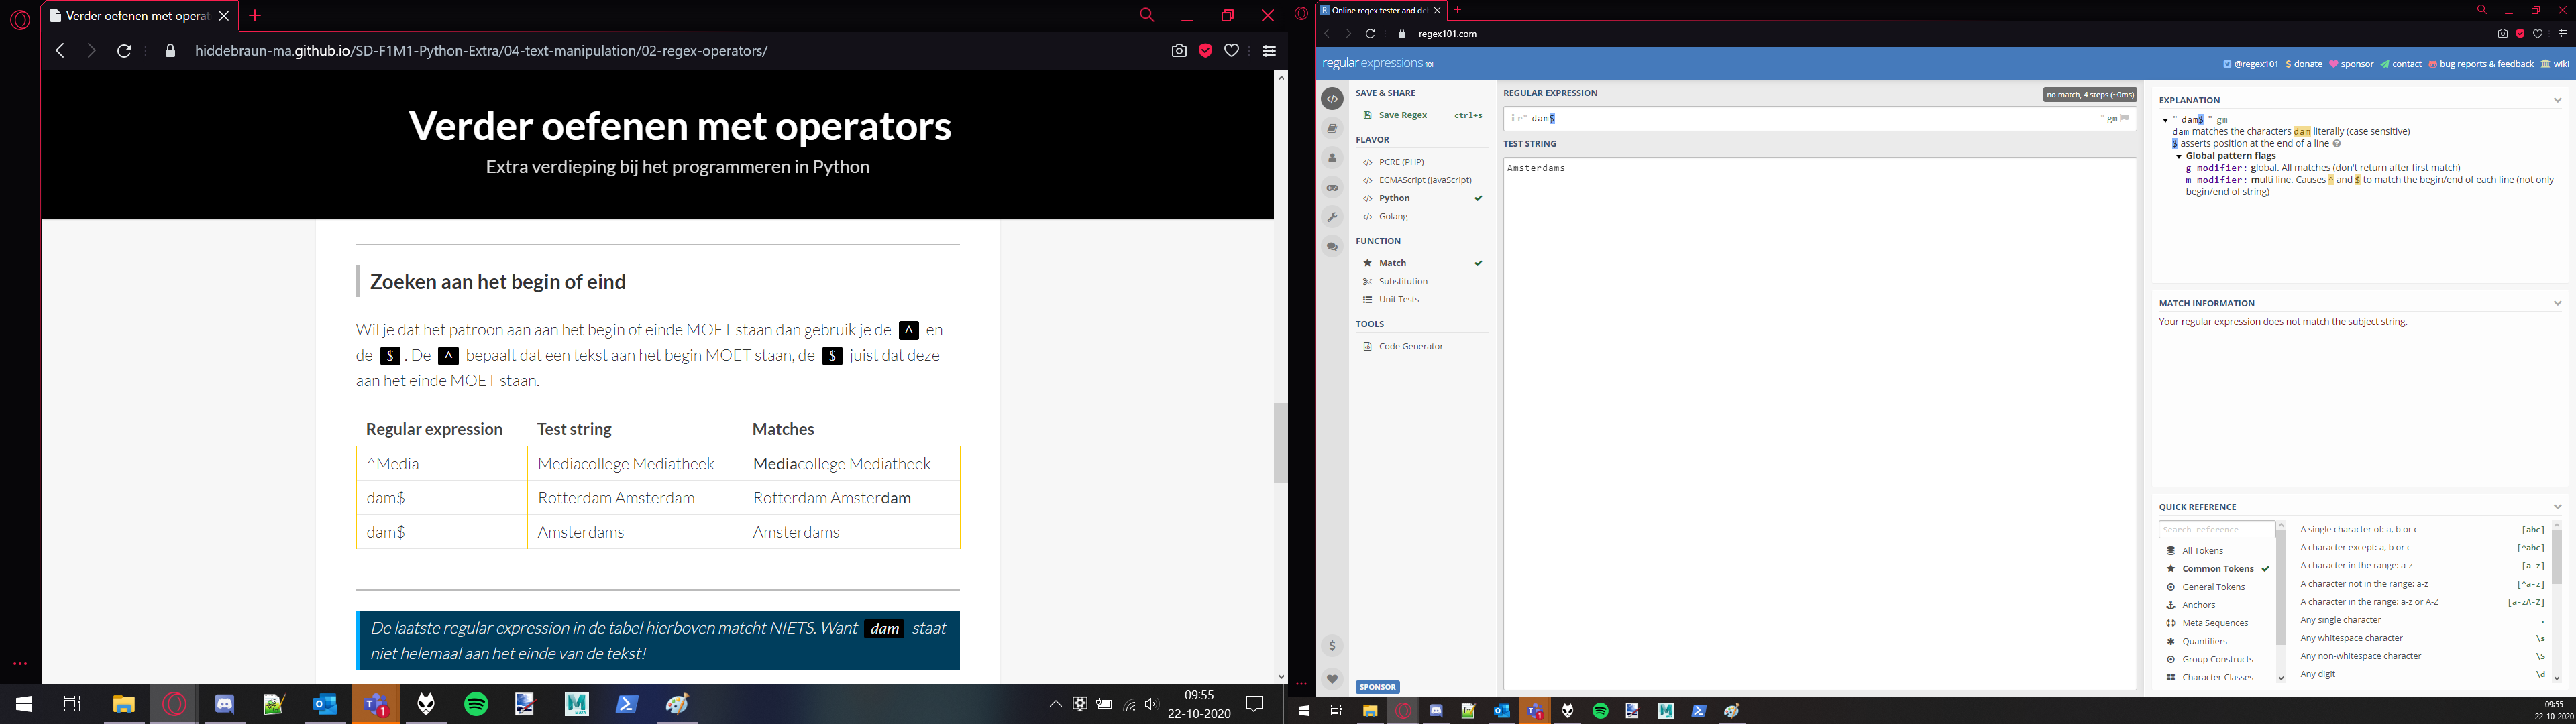 Verder oefenen met operat
hiddebraun-ma.github.io/SD-F1M1-Python-Extra/04-text-manipulation/02-regex-operators/
Verder oefenen met operators
Extra verdieping bij het programmeren in Python
Zoeken aan het begin of eind
Wil je dat het patroon aan aan het begin of einde MOET staan dan gebruik je de ^ en
de $ . De ^ bepaalt dat een tekst aan het begin MOET staan, de $ juist dat deze
aan het einde MOET staan.
Regular expression Test string Matches
^Media Mediacollege Mediatheek Mediacollege Mediatheek
dam$ Rotterdam Amsterdam Rotterdam Amsterdam
dam$ Amsterdams Amsterdams
De laatste regular expression in de tabel hierboven matcht NIETS. Want dam staat
niet helemaal aan het einde van de tekst!
09:55
22-10-2020
Online regex tester and de
regex101.com
regular expressions 101
@regex101 donate sponsor contact bug reports & feedback wiki
SAVE & SHARE
Save Regex ctrl+s
FLAVOR
PCRE (PHP)
ECMAScript (JavaScript)
Python
Golang
FUNCTION
Match
Substitution
Unit Tests
TOOLS
Code Generator
SPONSOR
REGULAR EXPRESSION
no match, 4 steps (~0ms)
r" dam$ " gm
TEST STRING
Amsterdams
EXPLANATION
" dam$ " gm
dam matches the characters dam literally (case sensitive)
$ asserts position at the end of a line
Global pattern flags
g modifier: global. All matches (don't return after first match)
m modifier: multi line. Causes ^ and $ to match the begin/end of each line (not only
begin/end of string)
MATCH INFORMATION
Your regular expression does not match the subject string.
QUICK REFERENCE
Search reference
All Tokens
Common Tokens
General Tokens
Anchors
Meta Sequences
Quantifiers
Group Constructs
Character Classes
A single character of: a, b or c [abc]
A character except: a, b or c [^abc]
A character in the range: a-z [a-z]
A character not in the range: a-z [^a-z]
A character in the range: a-z or A-Z [a-zA-Z]
Any single character .
Any whitespace character \s
Any non-whitespace character \S
Any digit \d
09:55
22-10-2020